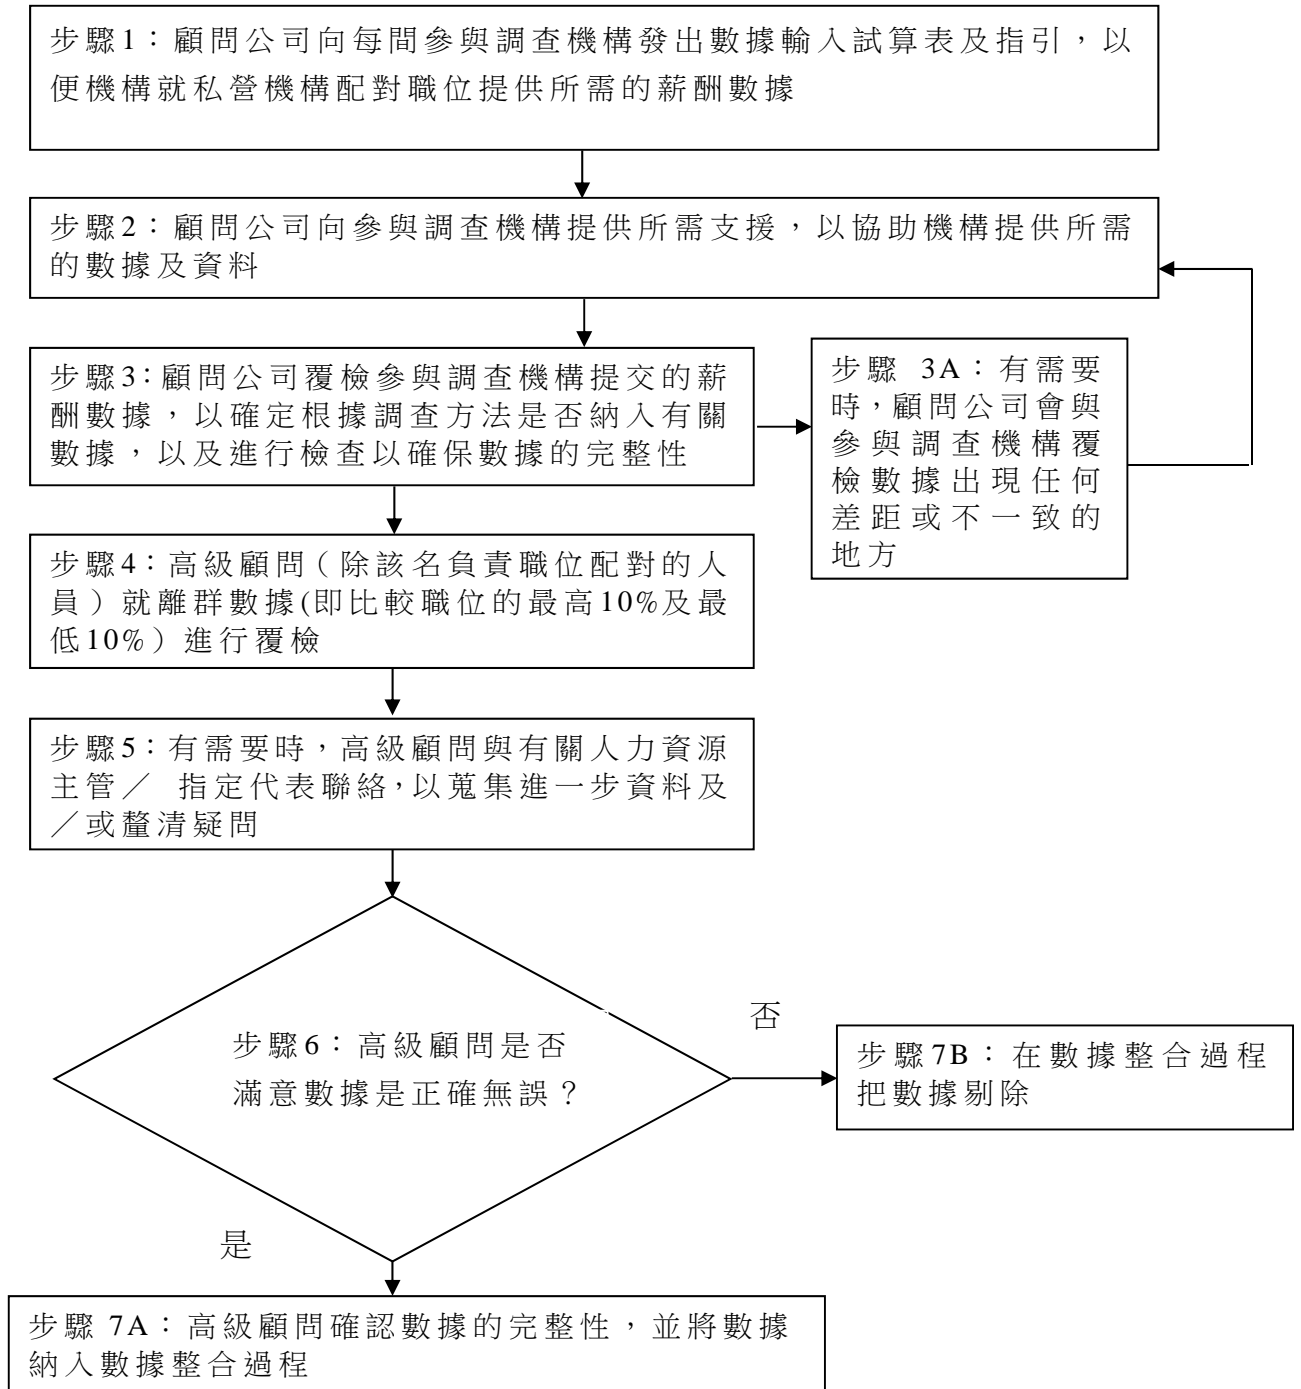 步驟1：顧問公司向每間參與調查機構發出數據輸入試算表及指引，以
便機構就私營機構配對職位提供所需的薪酬數據
步驟2：顧問公司向參與調查機構提供所需支援，以協助機構提供所需
的數據及資料
步驟3：顧問公司覆檢參與調查機構提交的薪
酬數據，以確定根據調查方法是否納入有關
數據，以及進行檢查以確保數據的完整性
步驟 3A：有需要
時，顧問公司會與
參與調查機構覆
檢數據出現任何
差距或不一致的
地方
步驟4：高級顧問（除該名負責職位配對的人
員）就離群數據(即比較職位的最高10%及最
低10%）進行覆檢
步驟5：有需要時，高級顧問與有關人力資源
主管／ 指定代表聯絡，以蒐集進一步資料及
／或釐清疑問
步驟6：高級顧問是否
滿意數據是正確無誤？
否
步驟7B：在數據整合過程
把數據剔除
是
步驟 7A：高級顧問確認數據的完整性，並將數據
納入數據整合過程